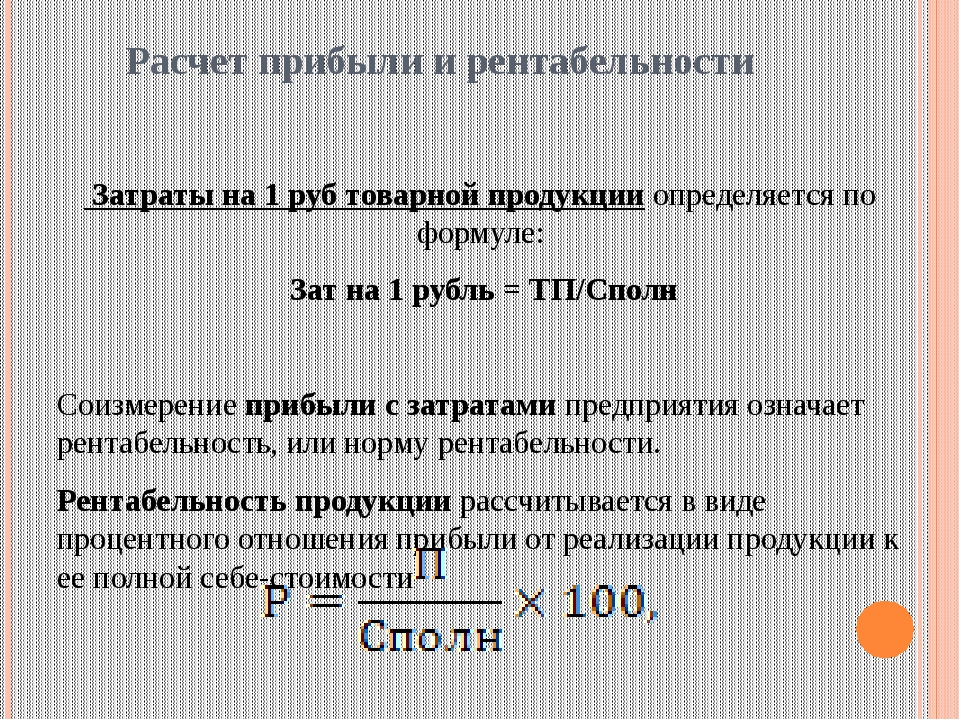 Расчет прибыли и рентабельности
Затраты на 1 руб товарной продукции определяется по
формуле:
Зат на 1 рубль = ТП/Сполн
Соизмерение прибыли с затратами предприятия означает
рентабельность, или норму рентабельности.
Рентабельность продукции рассчитывается в виде
процентного отношения прибыли от реализации продукции к
ее полной себе-стоимости
Р = П / Сполн × 100,